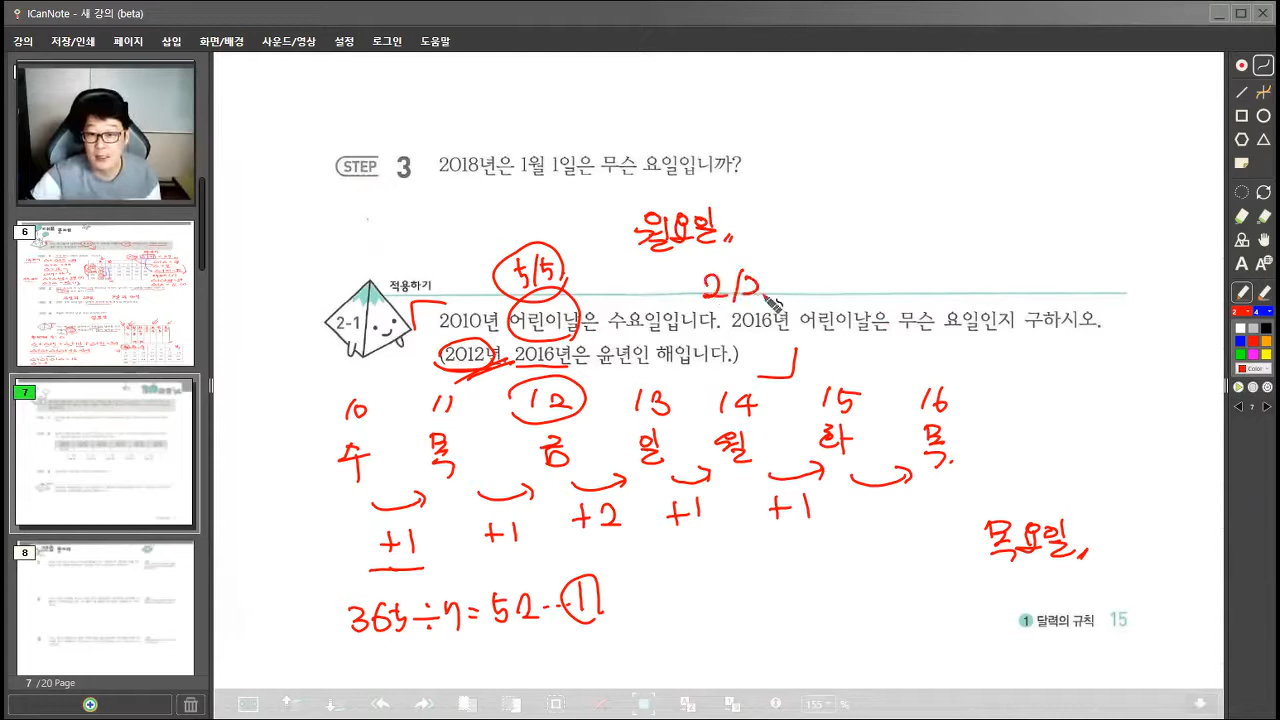 ICanNote - 새 강의 (beta)
강의 저장/인쇄 페이지 삽입 화면/배경 사운드/영상 설정 로그인 도움말
6
7
8
7 /20 Page
STEP 3 2018년은 1월 1일은 무슨 요일입니까?
월요일
5/5
2/2
적용하기
2-1 2010년 어린이날은 수요일입니다. 2016년 어린이날은 무슨 요일인지 구하시오.
(2012년, 2016년은 윤년인 해입니다.)
10 11 12 13 14 15 16
수 목 금 일 월 화 목
+1 +1 +2 +1 +1
목요일
365÷7=52…1
1 달력의 규칙 15
A A
2 4
Color
7
155 %